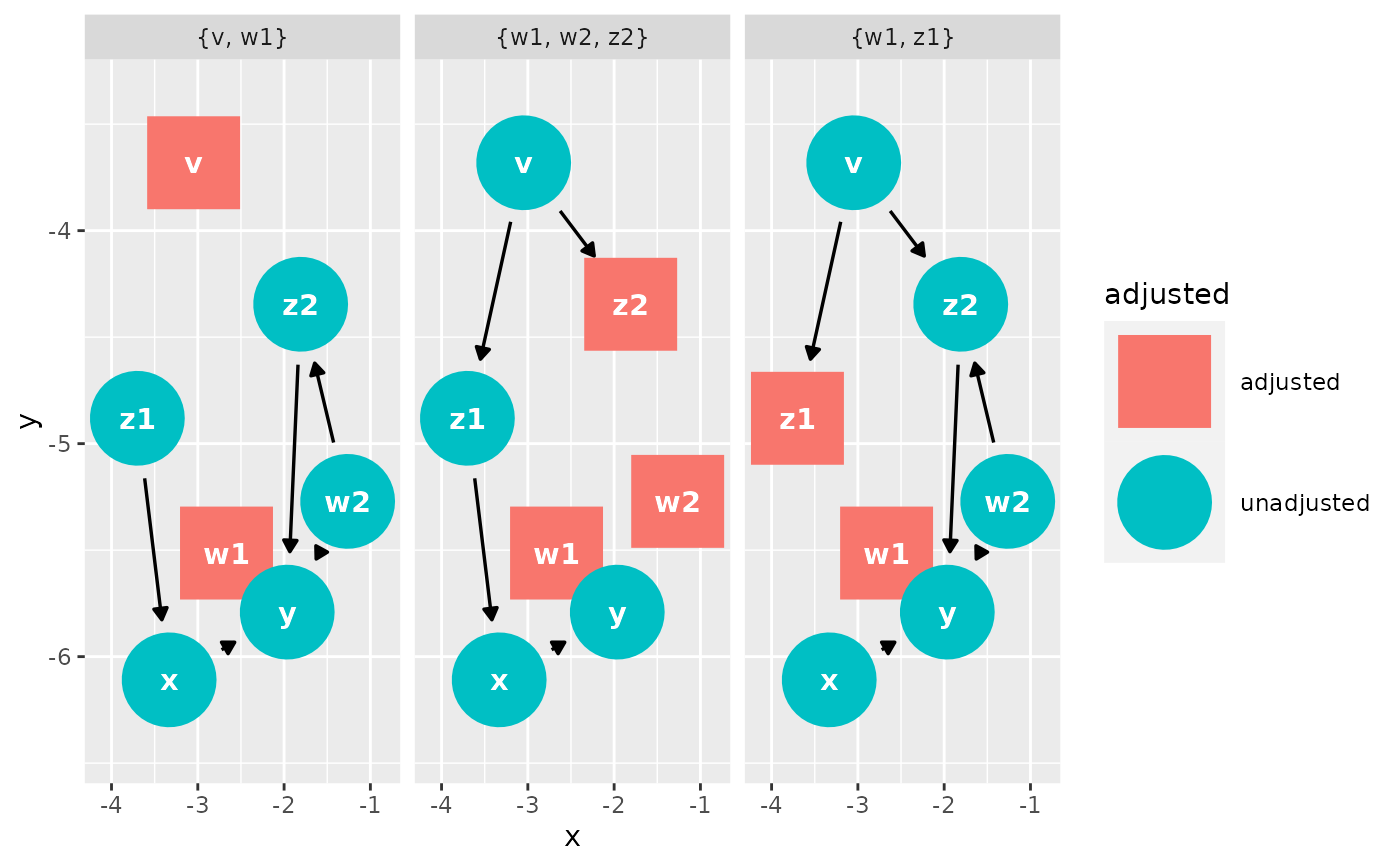 {v, w1}
{w1, w2, z2}
{w1, z1}
v
z2
z1
w2
w1
y
x
v
z2
z1
w2
w1
y
x
v
z2
z1
w2
w1
y
x
-4
-5
-6
y
-4 -3 -2 -1
-4 -3 -2 -1
-4 -3 -2 -1
x
adjusted
adjusted
unadjusted